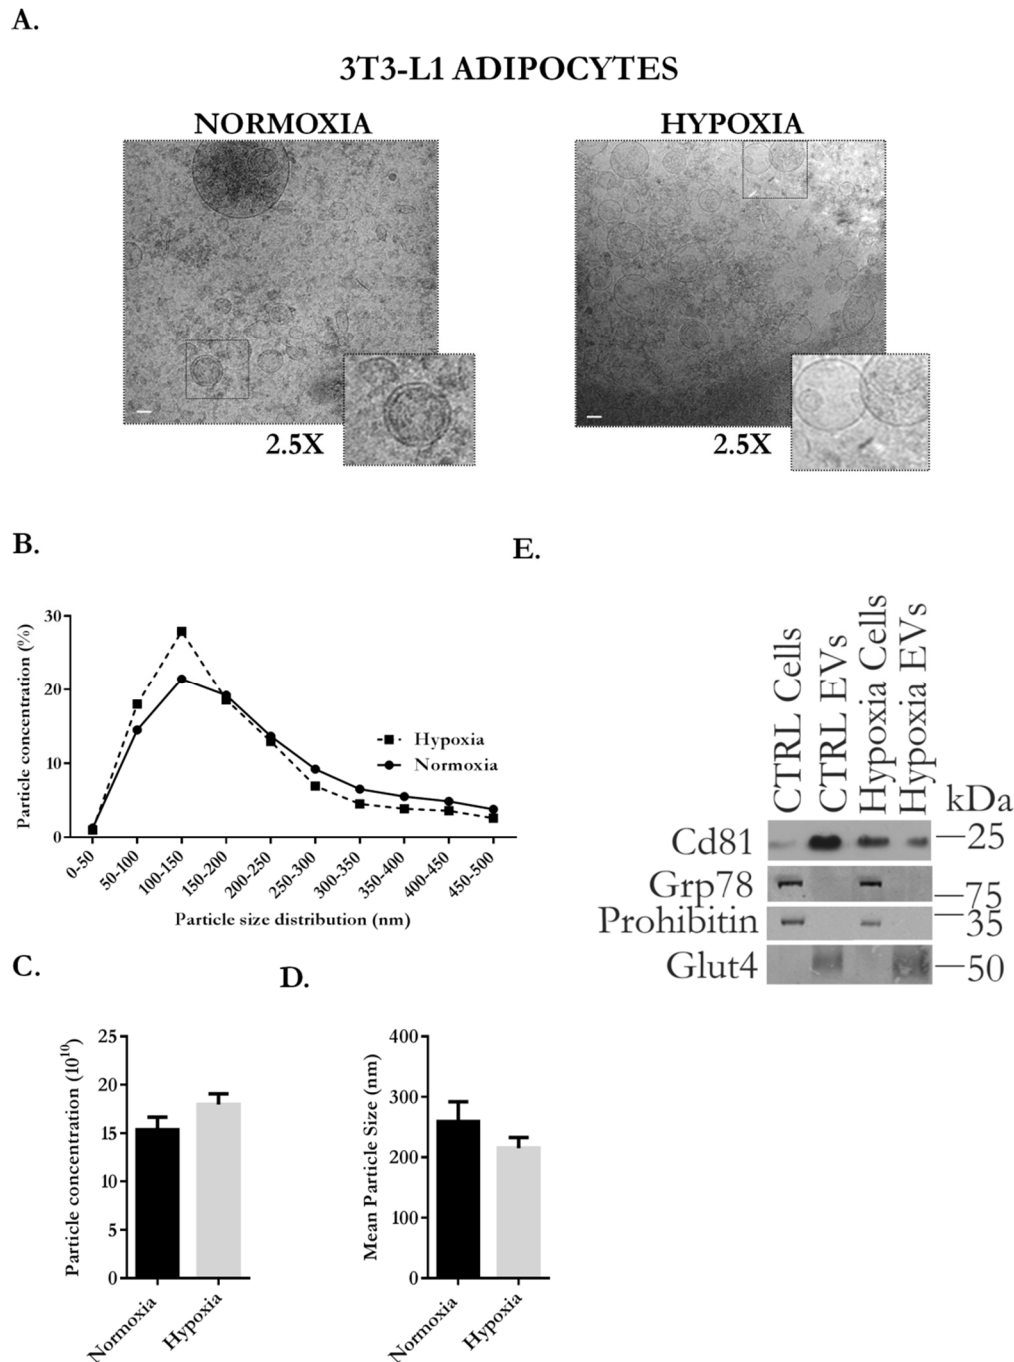 A.
3T3-L1 ADIPOCYTES
NORMOXIA
HYPOXIA
2.5X
2.5X
B.
Particle concentration (%)
30
20
10
0
Hypoxia
Normoxia
0-50
50-100
100-150
150-200
200-250
250-300
300-350
350-400
400-450
450-500
Particle size distribution (nm)
E.
CTRL Cells
CTRL EVs
Hypoxia Cells
Hypoxia EVs
kDa
Cd81
25
Grp78
75
Prohibitin
35
Glut4
50
C.
Particle concentration (10¹⁰)
25
20
15
10
5
0
Normoxia
Hypoxia
D.
Mean Particle Size (nm)
400
300
200
100
0
Normoxia
Hypoxia